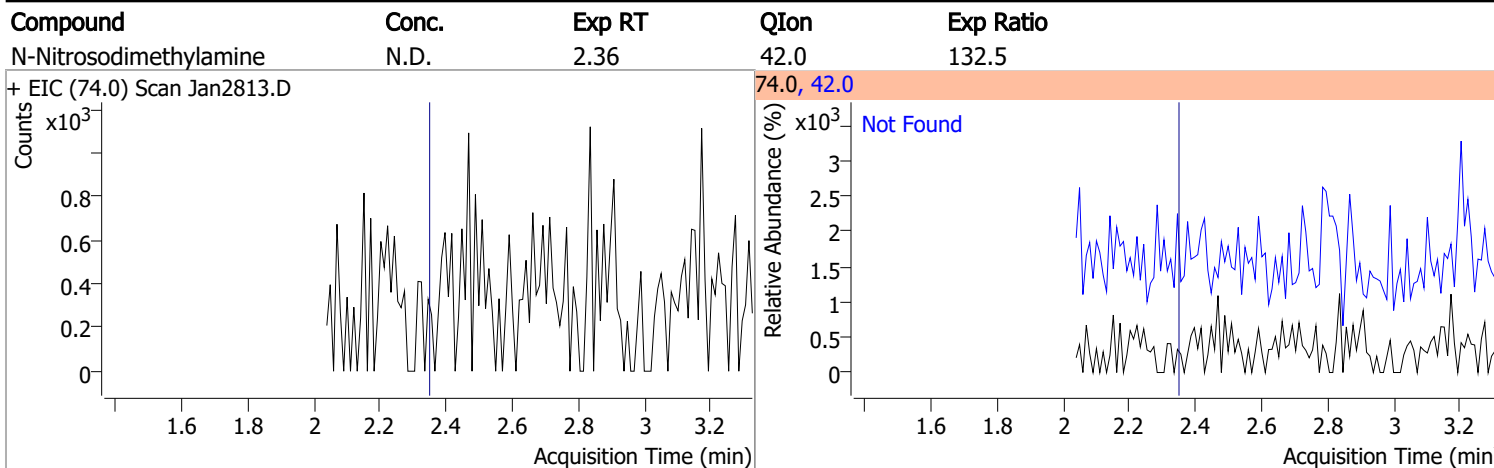 Compound Conc. Exp RT QIon Exp Ratio
N-Nitrosodimethylamine N.D. 2.36 42.0 132.5
+ EIC (74.0) Scan Jan2813.D
Counts
x10³
0.8
0.6
0.4
0.2
0
1.6 1.8 2 2.2 2.4 2.6 2.8 3 3.2
Acquisition Time (min)
74.0, 42.0
Relative Abundance (%)
x10³
Not Found
3
2.5
2
1.5
1
0.5
0
1.6 1.8 2 2.2 2.4 2.6 2.8 3 3.2
Acquisition Time (min